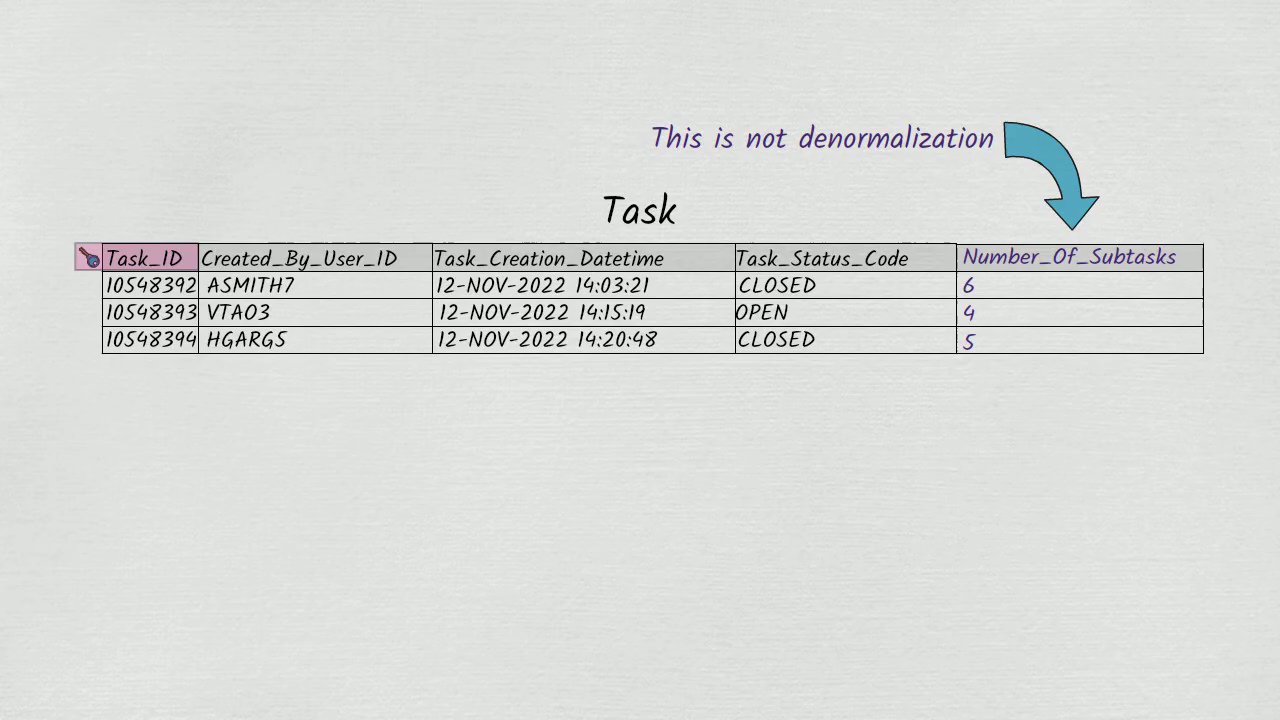 This is not denormalization
Task
Task_ID Created_By_User_ID Task_Creation_Datetime Task_Status_Code Number_Of_Subtasks
10548392 ASMITH7 12-NOV-2022 14:03:21 CLOSED 6
10548393 VTAO3 12-NOV-2022 14:15:19 OPEN 4
10548394 HGARG5 12-NOV-2022 14:20:48 CLOSED 5